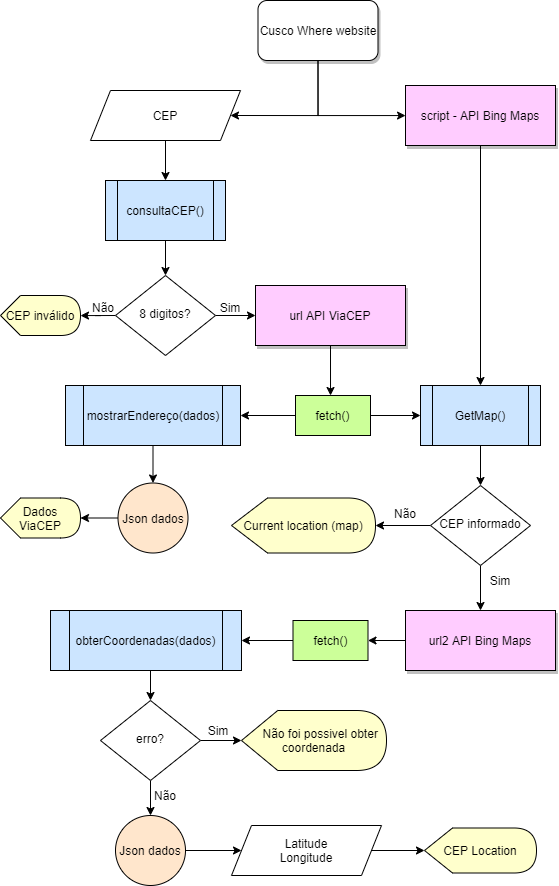 Cusco Where website
CEP
script - API Bing Maps
consultaCEP()
CEP inválido
Não
8 digitos?
Sim
url API ViaCEP
mostrarEndereço(dados)
fetch()
GetMap()
Dados
ViaCEP
Json dados
Current location (map)
Não
CEP informado
Sim
obterCoordenadas(dados)
fetch()
url2 API Bing Maps
erro?
Sim
Não foi possivel obter
coordenada
Não
Json dados
Latitude
Longitude
CEP Location